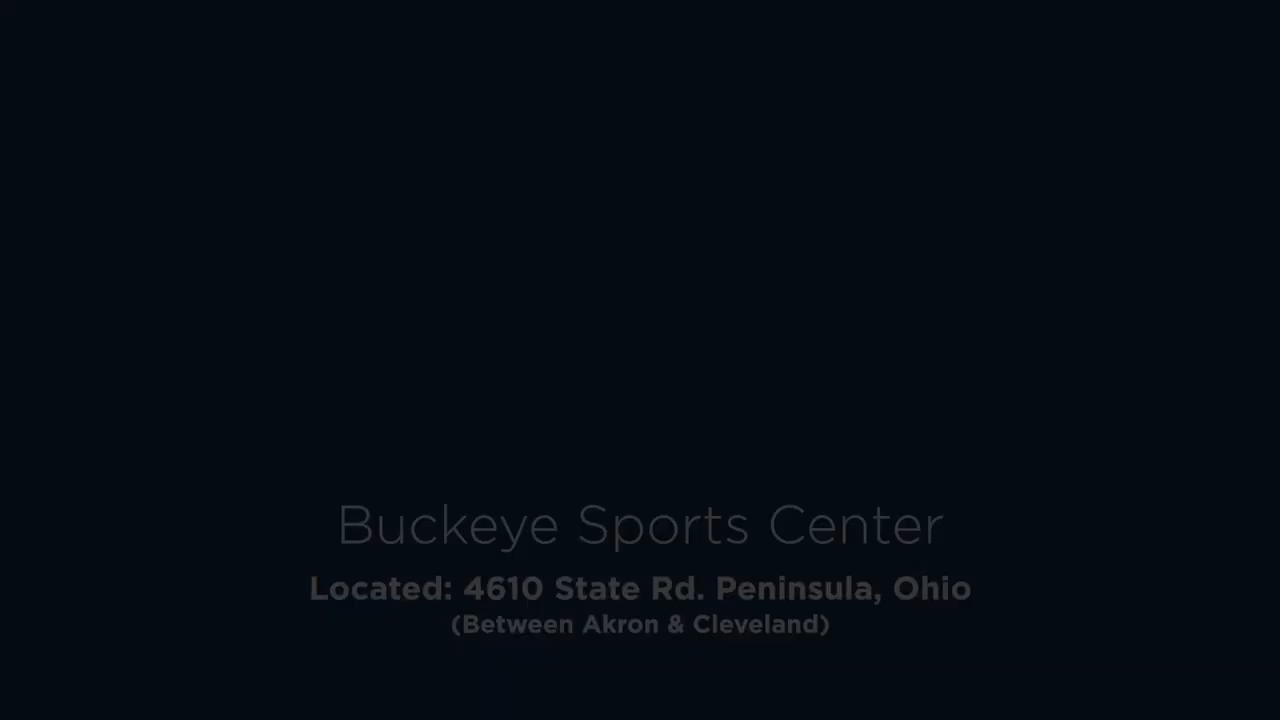 Buckeye Sports Center
Located: 4610 State Rd. Peninsula, Ohio
(Between Akron & Cleveland)